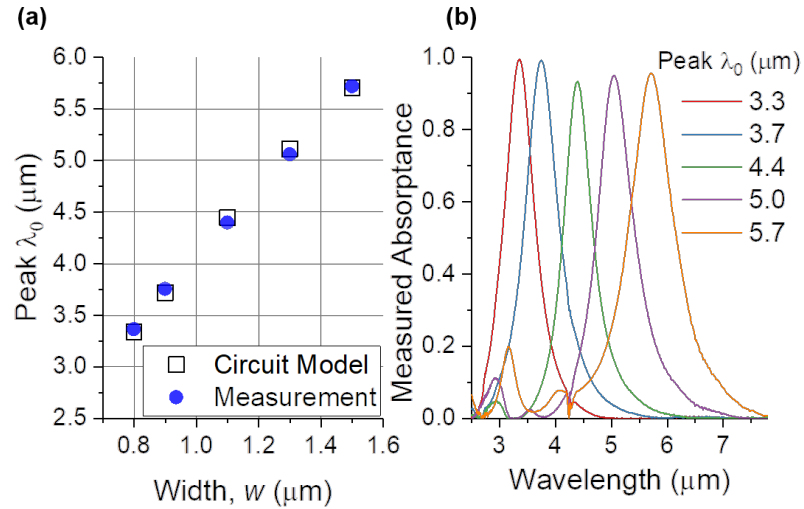 (a)
Peak λ0 (μm)
6.0
5.5
5.0
4.5
4.0
3.5
3.0
2.5
Circuit Model
Measurement
0.8 1.0 1.2 1.4 1.6
Width, w (μm)
(b)
Measured Absorptance
1.0
0.8
0.6
0.4
0.2
0.0
Peak λ0 (μm)
3.3
3.7
4.4
5.0
5.7
3 4 5 6 7
Wavelength (μm)